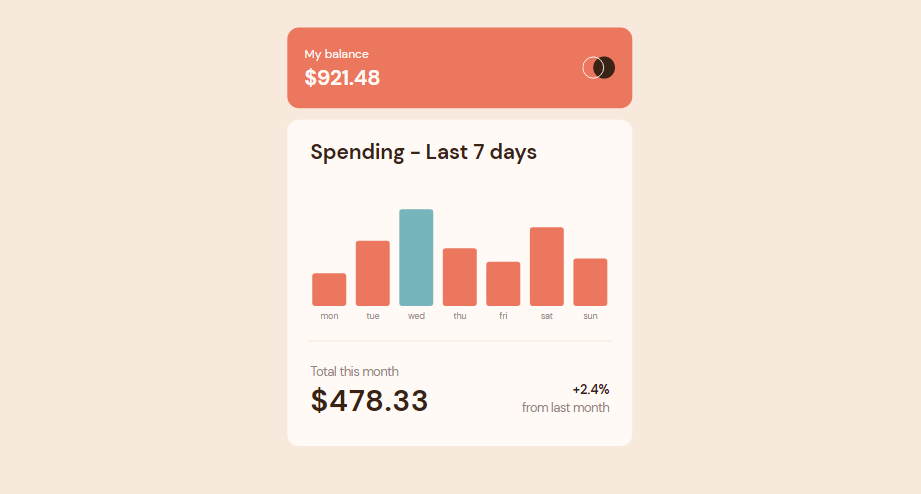 My balance
$921.48
Spending - Last 7 days
mon tue wed thu fri sat sun
Total this month
$478.33
+2.4%
from last month